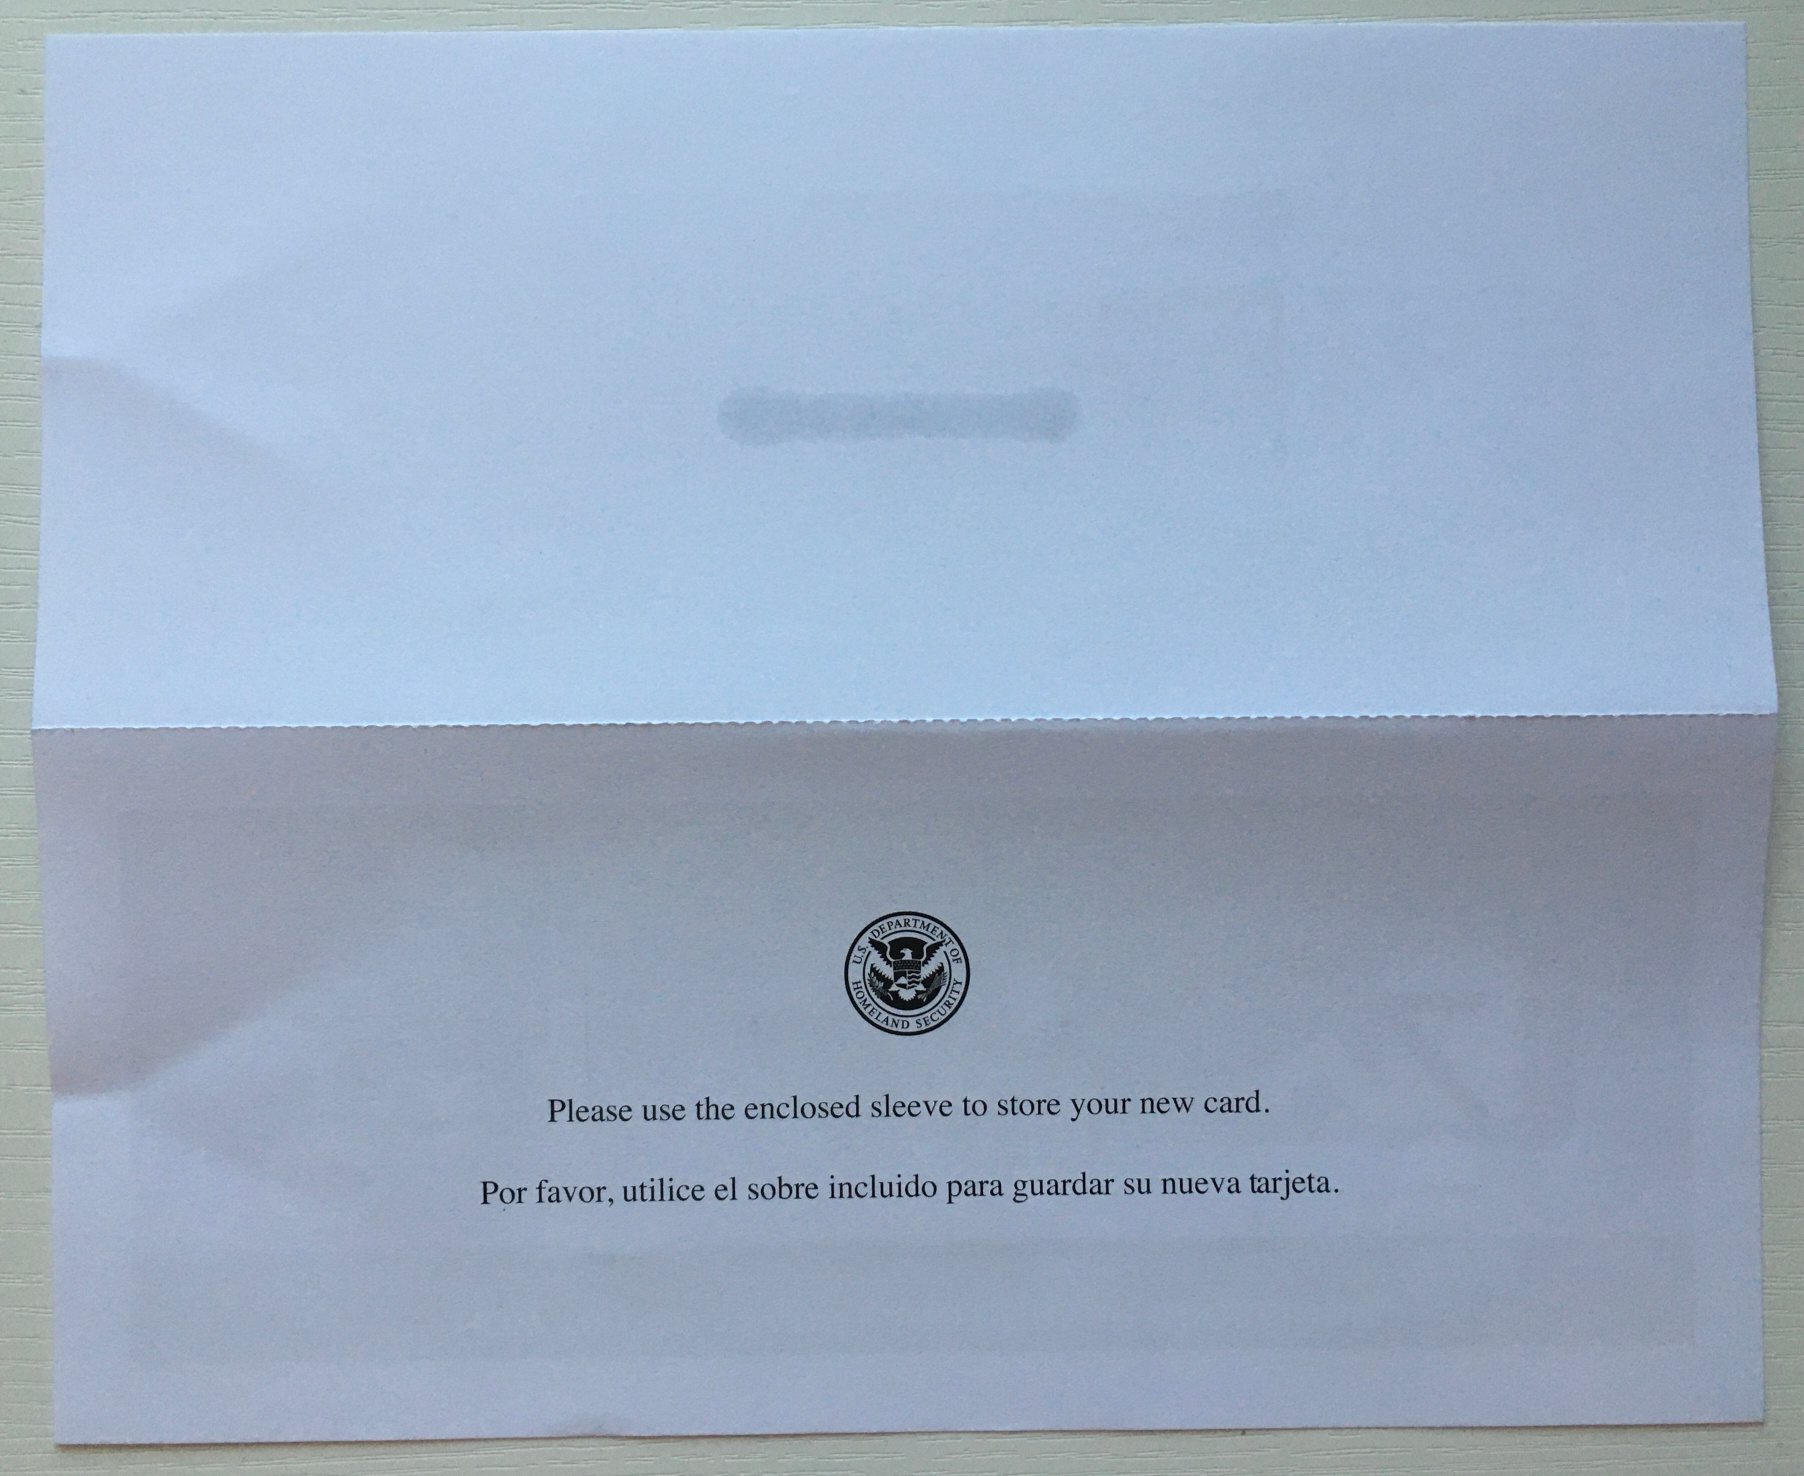 U.S. DEPARTMENT OF
HOMELAND SECURITY
Please use the enclosed sleeve to store your new card.
Por favor, utilice el sobre incluido para guardar su nueva tarjeta.